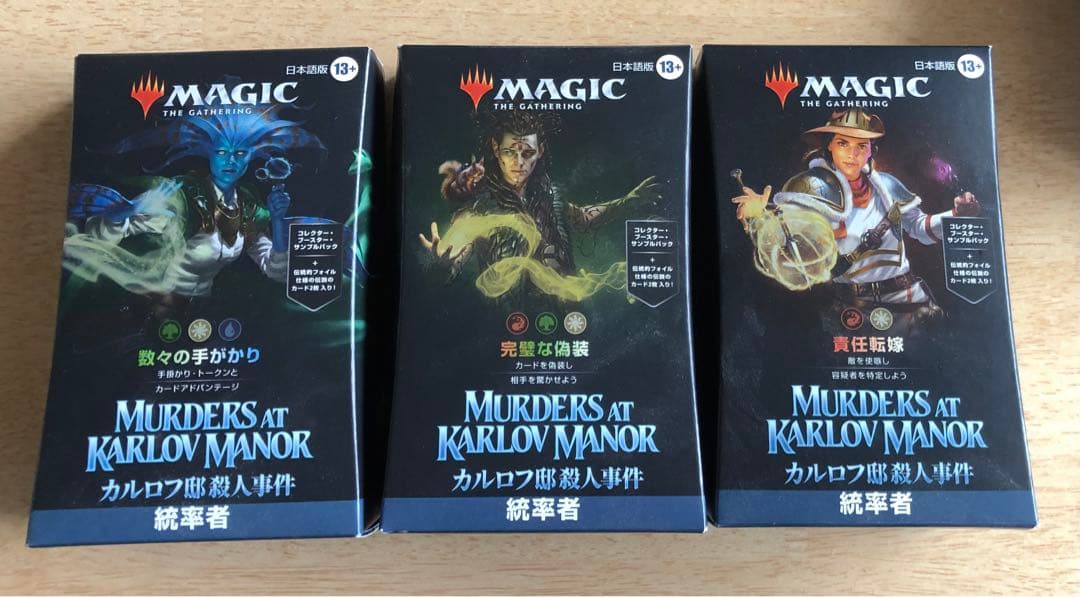 日本語版 13+
MAGIC
THE GATHERING
コレクター・
ブースター・
サンプルパック
+
伝統的フォイル
仕様の伝説の
カード2枚入り!
数々の手がかり
手掛かり・トークンと
カードアドバンテージ
MURDERS AT
KARLOV MANOR
カルロフ邸殺人事件
統率者
日本語版 13+
MAGIC
THE GATHERING
コレクター・
ブースター・
サンプルパック
+
伝統的フォイル
仕様の伝説の
カード2枚入り!
完璧な偽装
カードを偽装し
相手を驚かせよう
MURDERS AT
KARLOV MANOR
カルロフ邸殺人事件
統率者
日本語版 13+
MAGIC
THE GATHERING
コレクター・
ブースター・
サンプルパック
+
伝統的フォイル
仕様の伝説の
カード2枚入り!
責任転嫁
敵を使嗾し
容疑者を特定しよう
MURDERS AT
KARLOV MANOR
カルロフ邸殺人事件
統率者